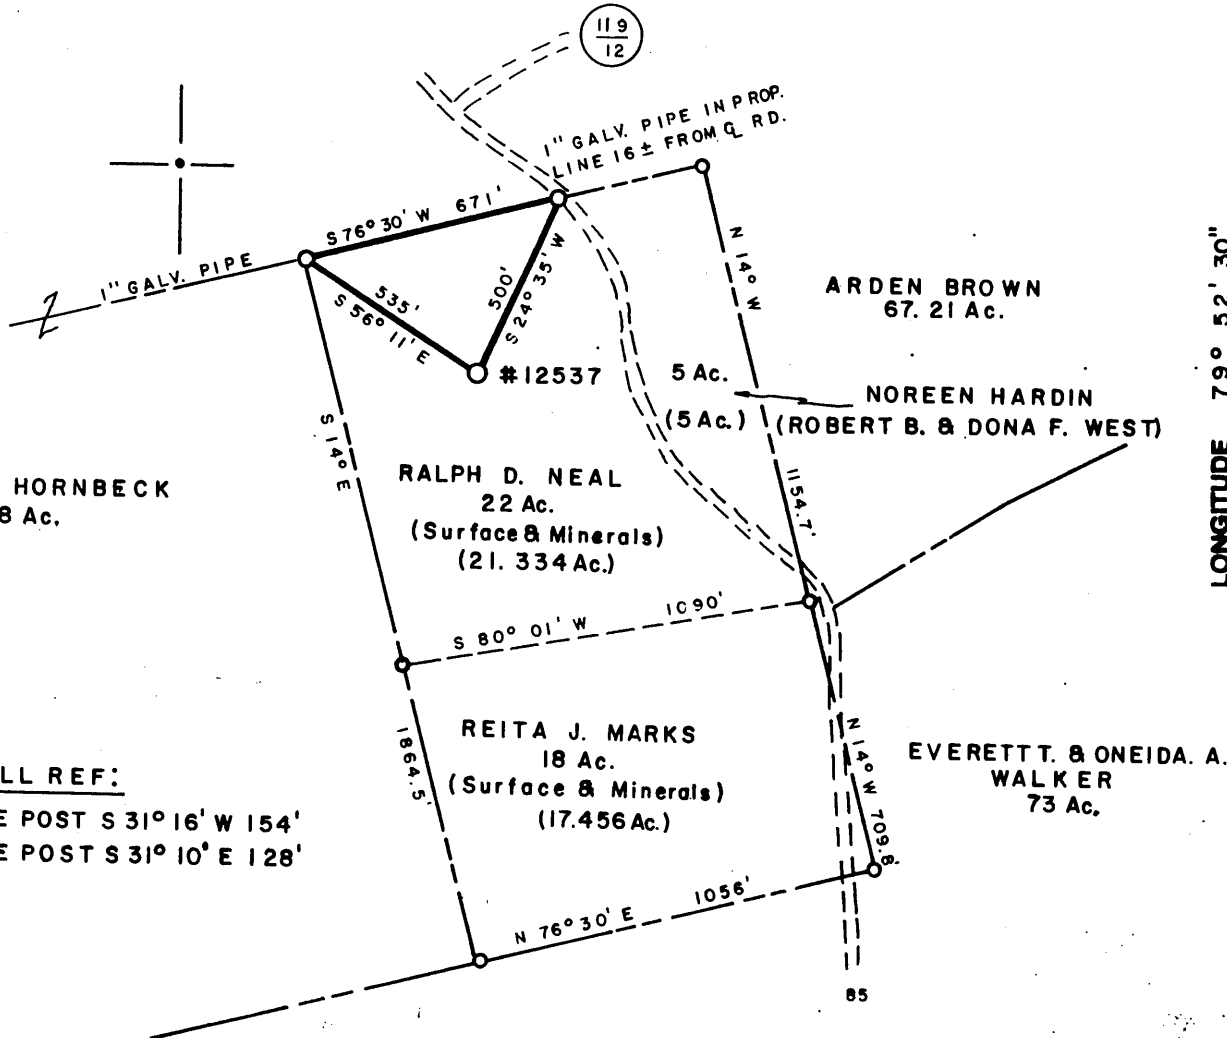 119
12
1" GALV. PIPE IN PROP.
LINE 16± FROM ℄ RD.
S 76° 30' W 671'
1" GALV. PIPE
535'
S 56° 11' E
500'
S 24° 35' W
#12537
N 14° W
ARDEN BROWN
67. 21 Ac.
LONGITUDE 79° 52' 30"
5 Ac.
(5 Ac.)
NOREEN HARDIN
(ROBERT B. & DONA F. WEST)
S 14° E
HORNBECK
8 Ac.
RALPH D. NEAL
22 Ac.
(Surface & Minerals)
(21. 334 Ac.)
1154.7'
S 80° 01' W 1090'
REITA J. MARKS
18 Ac.
(Surface & Minerals)
(17.456 Ac.)
1864.5'
N 14° W 709.8'
EVERETT T. & ONEIDA. A.
WALKER
73 Ac.
LL REF:
E POST S 31° 16' W 154'
E POST S 31° 10' E 128'
N 76° 30' E 1056'
85